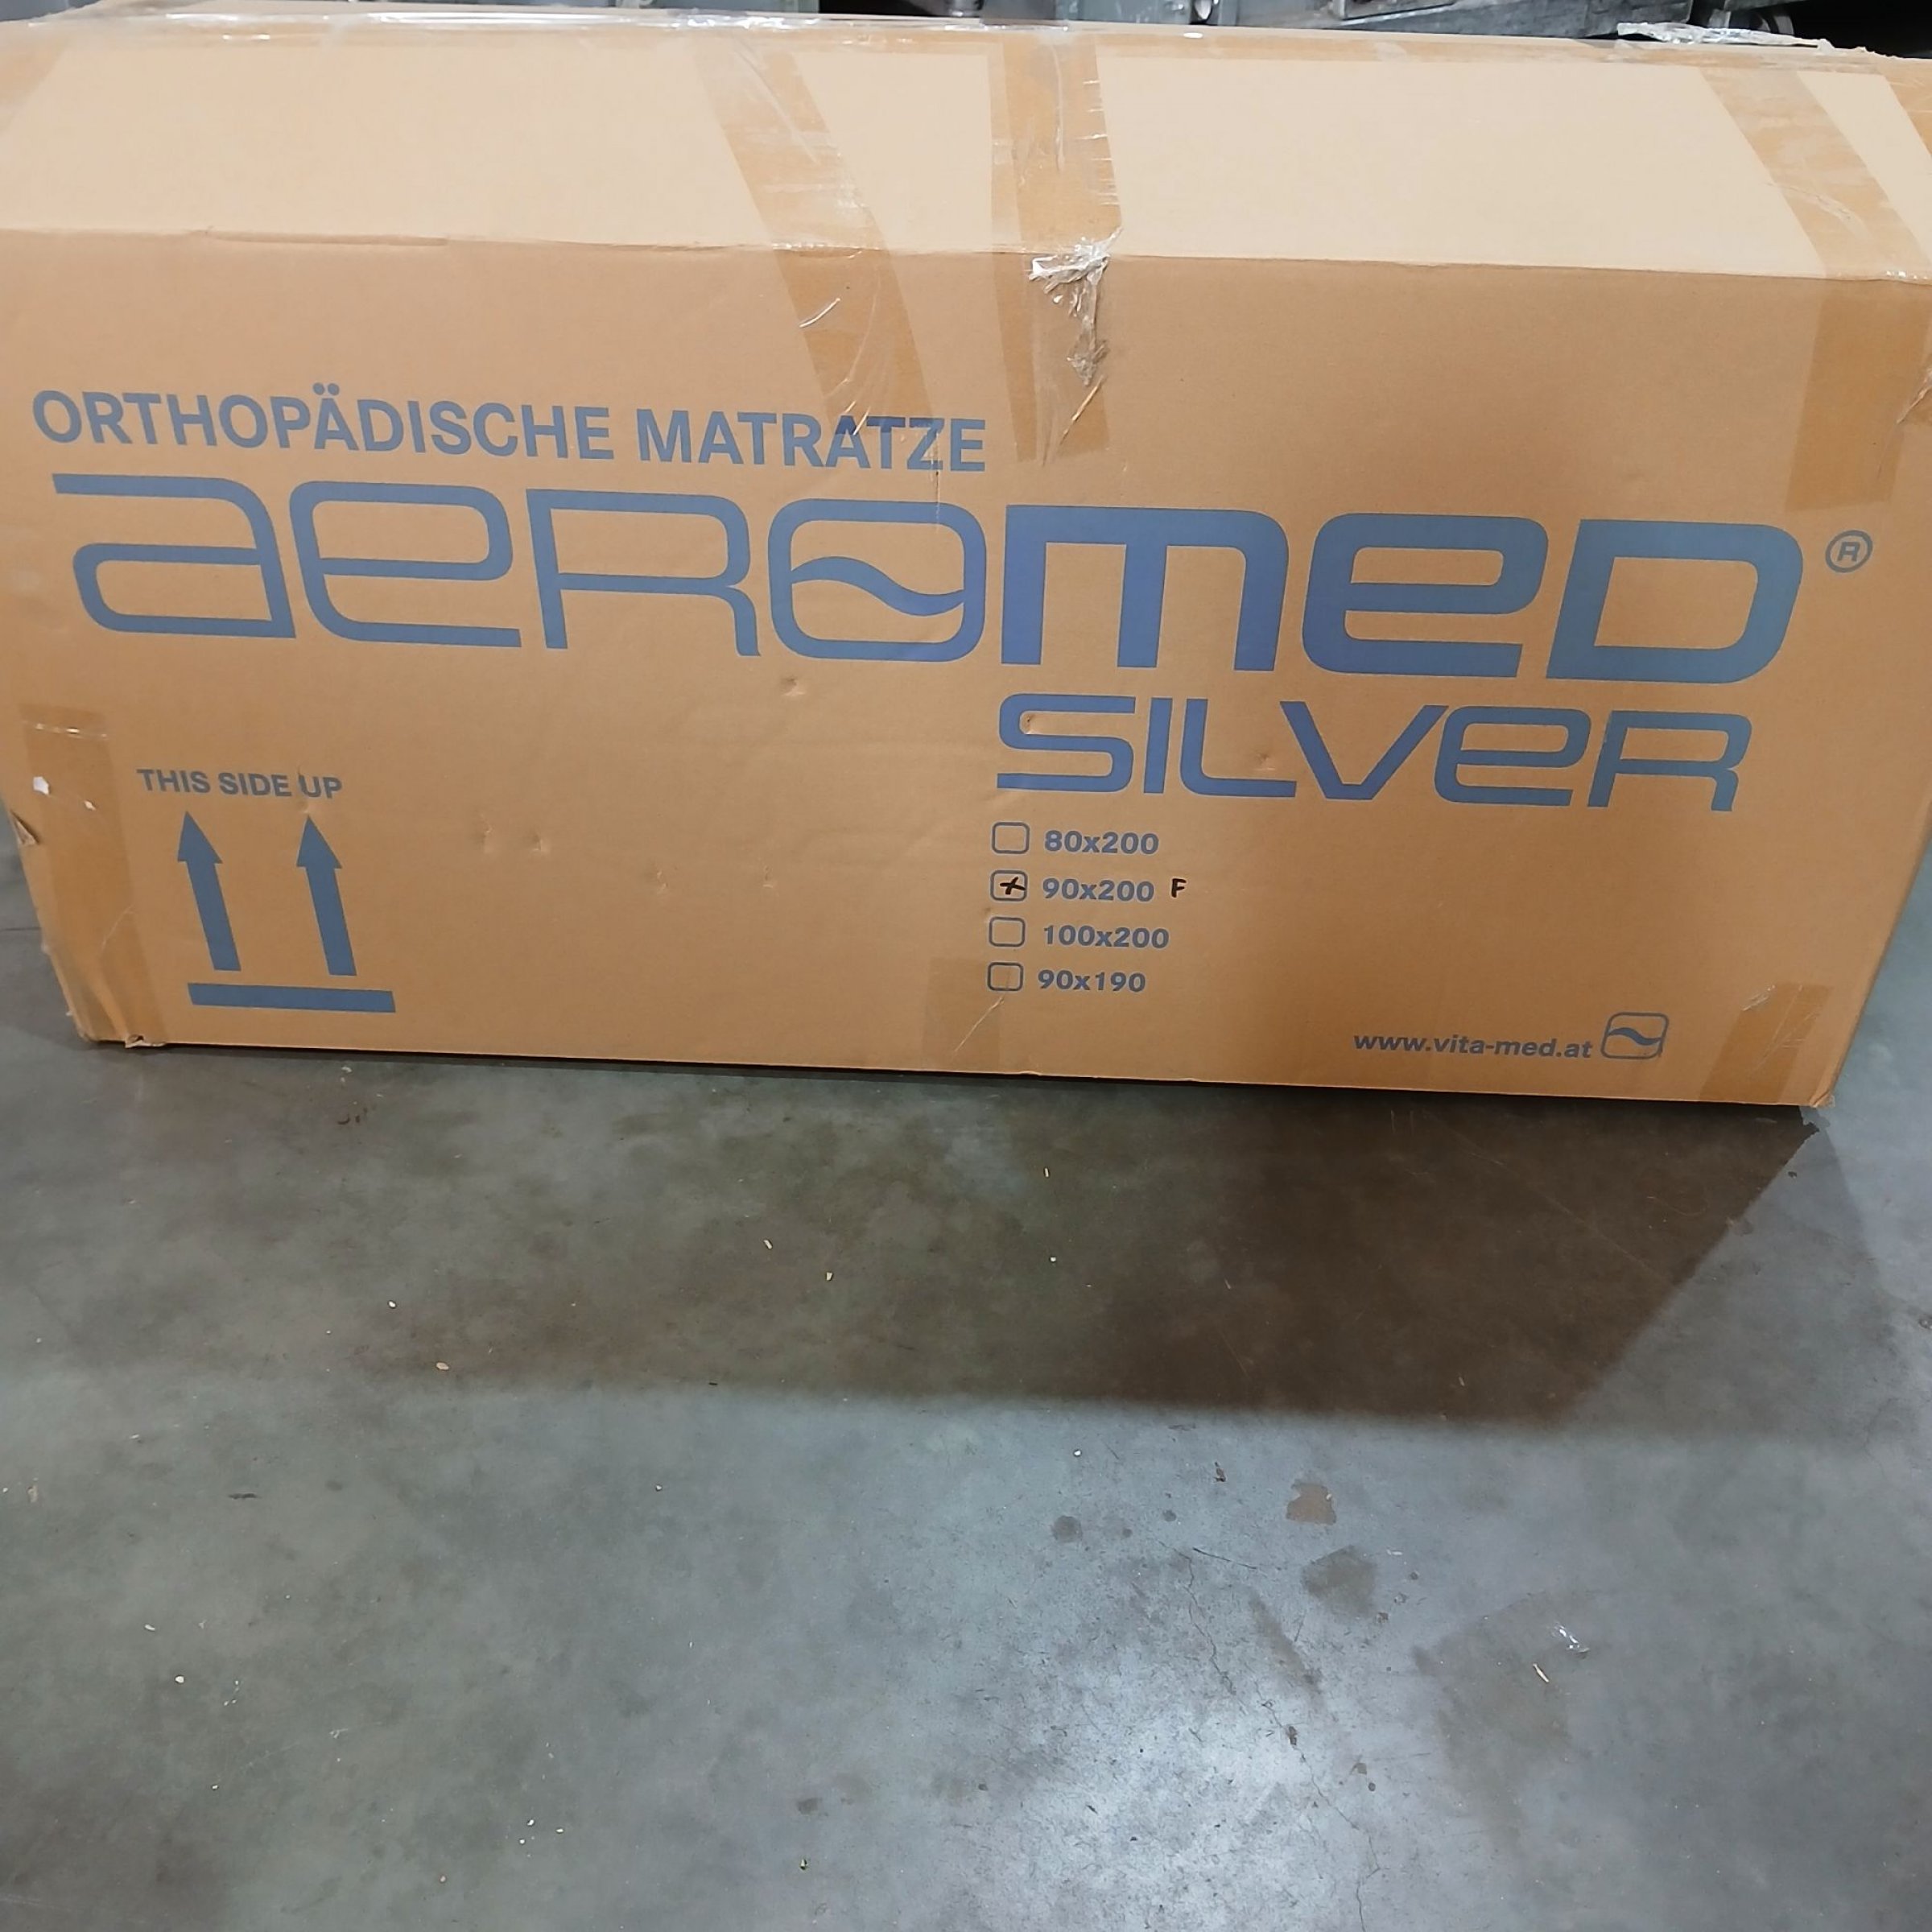 ORTHOPÄDISCHE MATRATZE
aeromed®
SILVER
THIS SIDE UP
80x200
90x200 F
100x200
90x190
www.vita-med.at